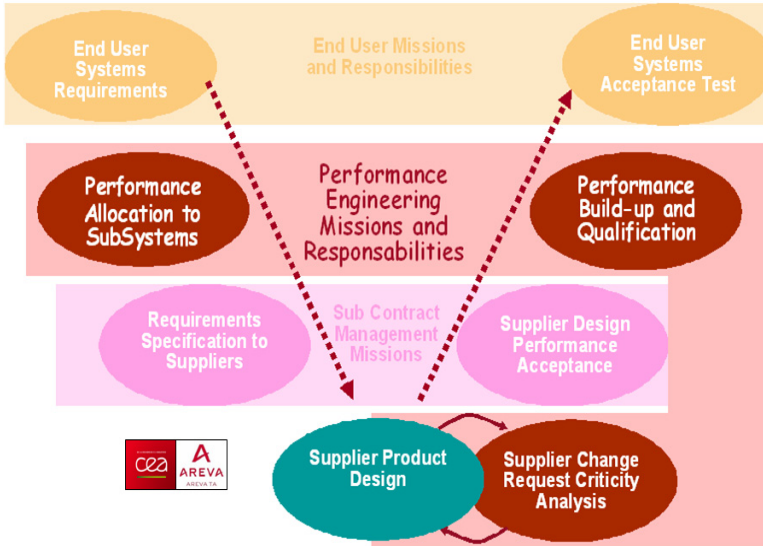 End User
Systems
Requirements
End User Missions
and Responsibilities
End User
Systems
Acceptance Test
Performance
Allocation to
SubSystems
Performance
Engineering
Missions and
Responsabilities
Performance
Build-up and
Qualification
Requirements
Specification to
Suppliers
Sub Contract
Management
Missions
Supplier Design
Performance
Acceptance
cea
A
AREVA
AREVA TA
Supplier Product
Design
Supplier Change
Request Criticity
Analysis